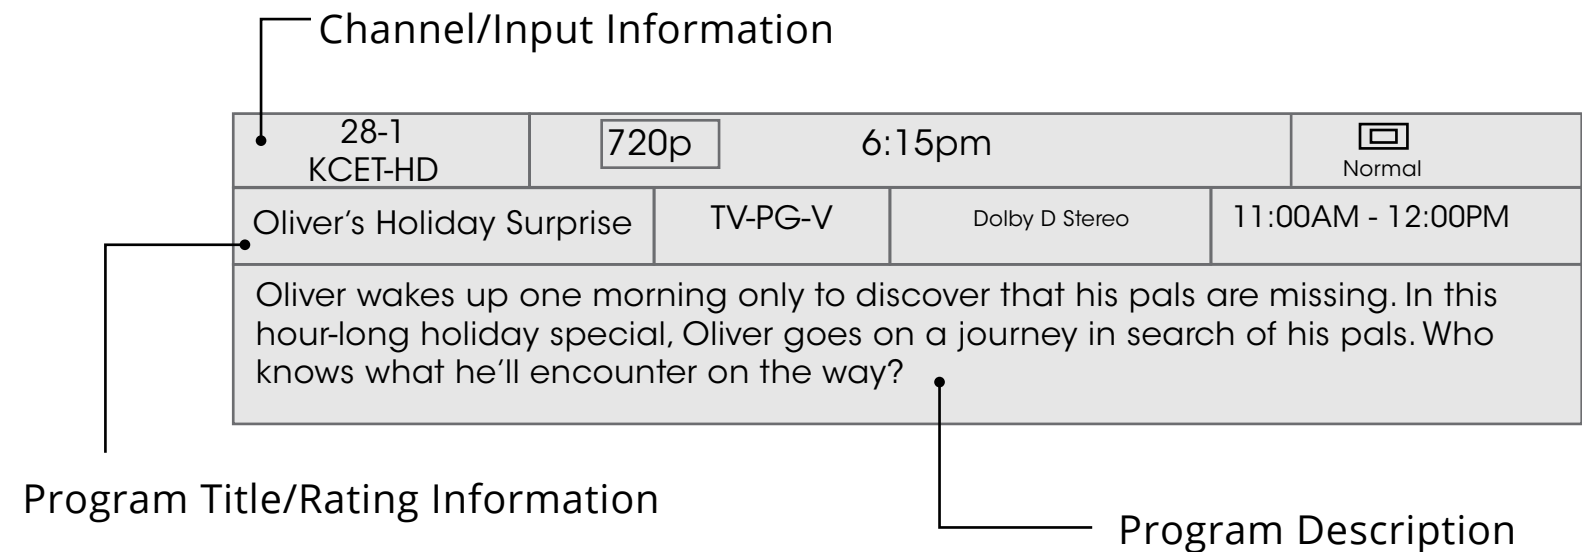 Channel/Input Information
28-1
KCET-HD
720p
6:15pm
Normal
Oliver’s Holiday Surprise
TV-PG-V
Dolby D Stereo
11:00AM - 12:00PM
Oliver wakes up one morning only to discover that his pals are missing. In this
hour-long holiday special, Oliver goes on a journey in search of his pals. Who
knows what he’ll encounter on the way?
Program Title/Rating Information
Program Description